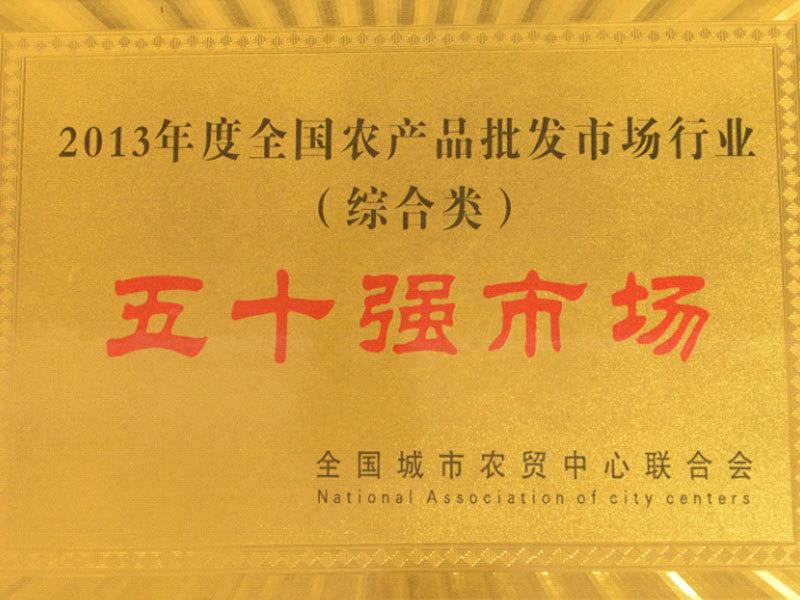 2013年度全国农产品批发市场行业
（综合类）
五十强市场
全国城市农贸中心联合会
National Association of city centers